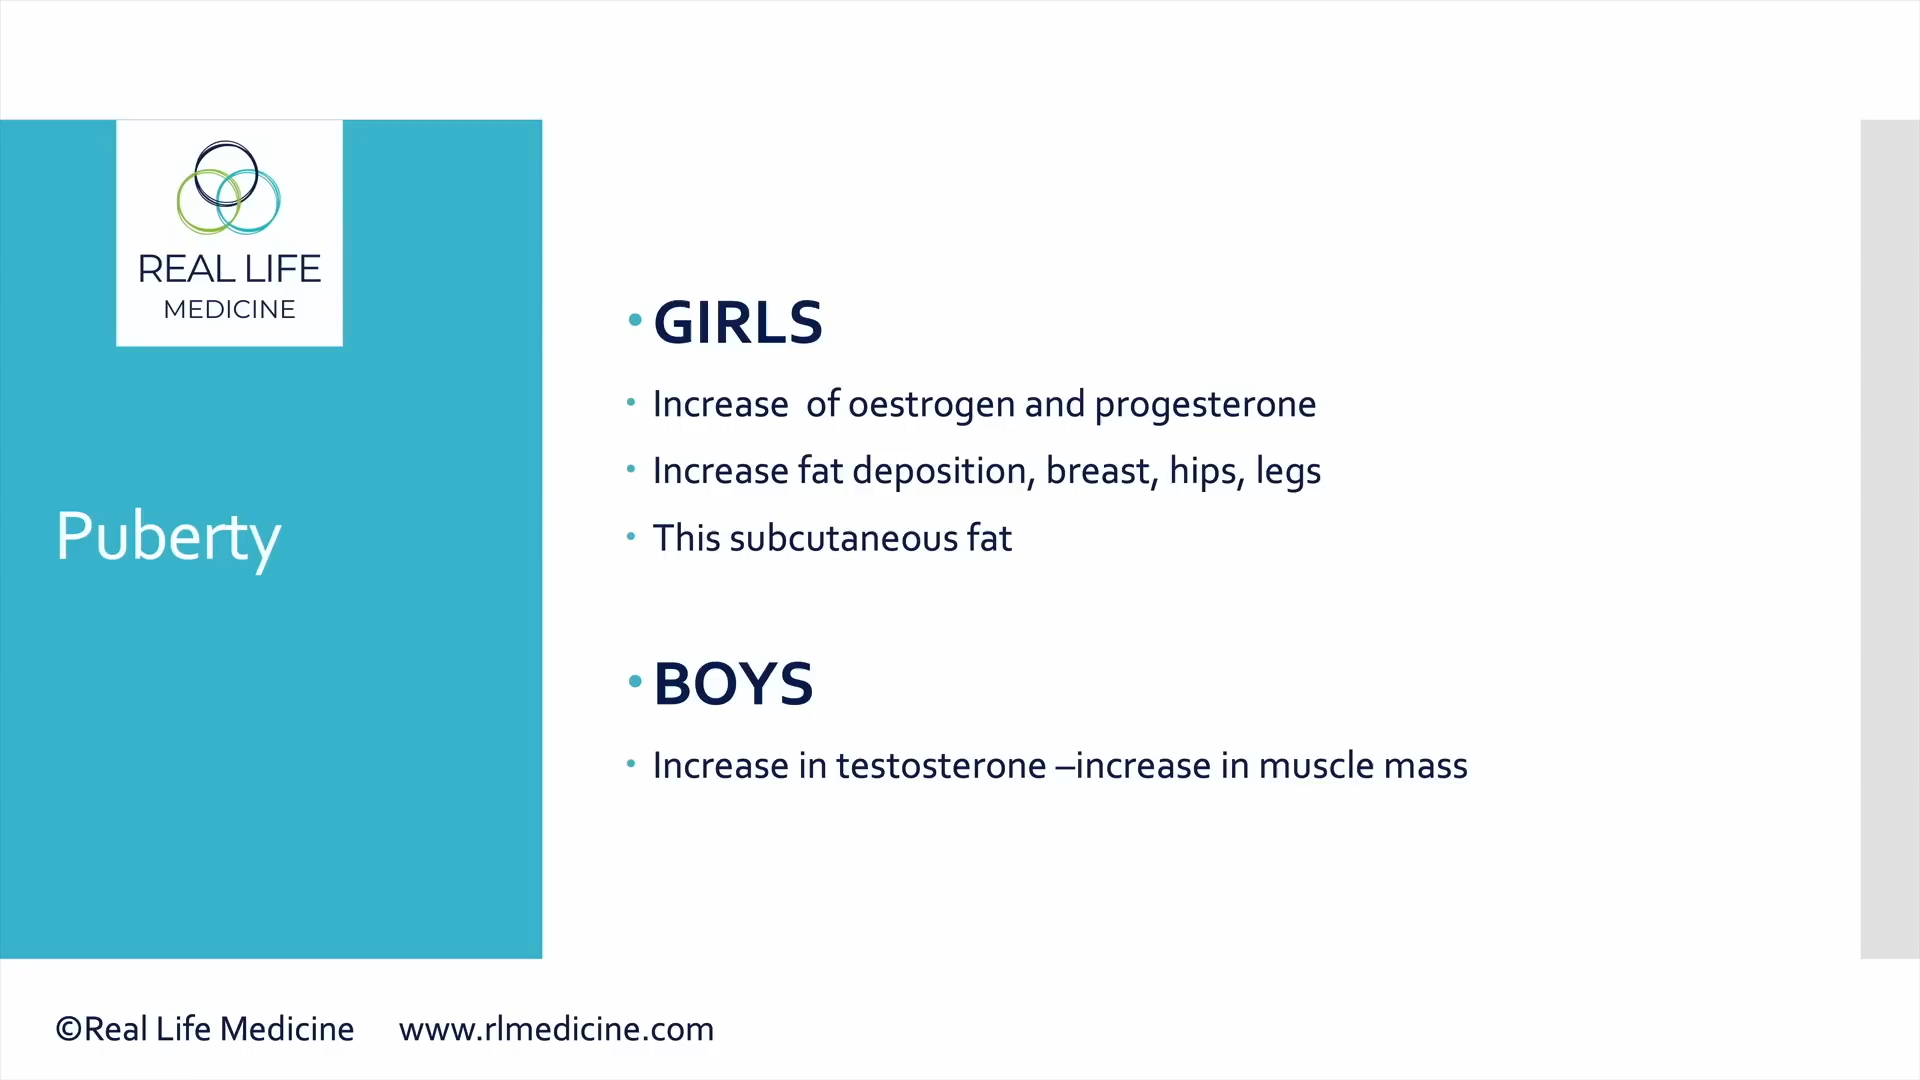 REAL LIFE
MEDICINE
Puberty
• GIRLS
• Increase  of oestrogen and progesterone
• Increase fat deposition, breast, hips, legs
• This subcutaneous fat
• BOYS
• Increase in testosterone –increase in muscle mass
©Real Life Medicine www.rlmedicine.com